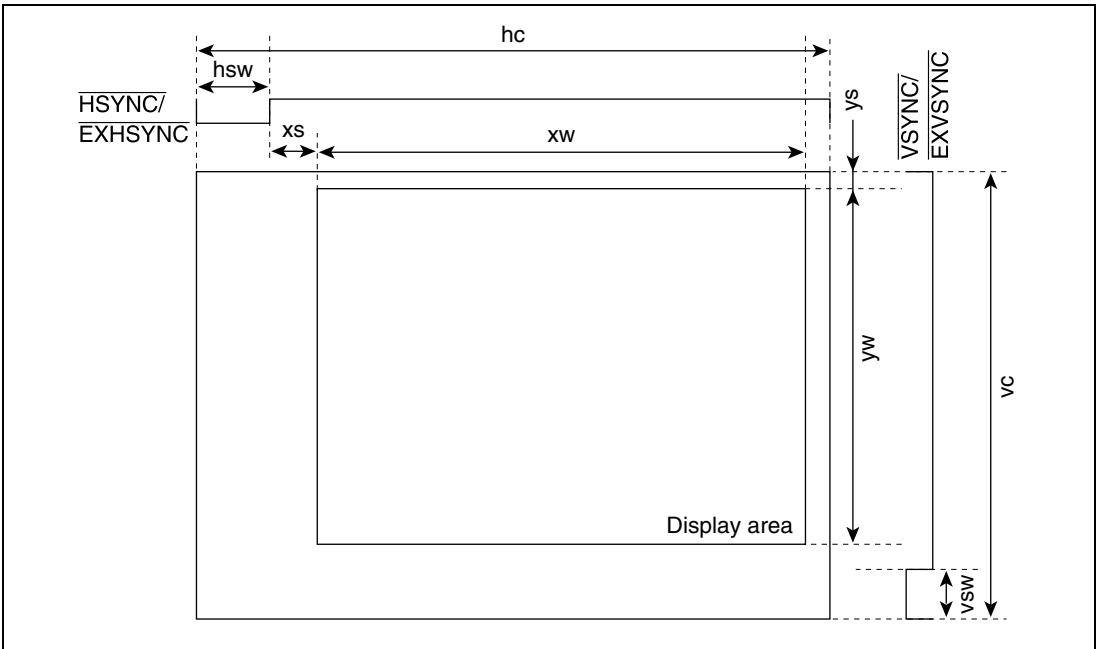 hc
hsw
HSYNC/
EXHSYNC
xs
xw
ys
VSYNC/
EXVSYNC
yw
vc
Display area
vsw